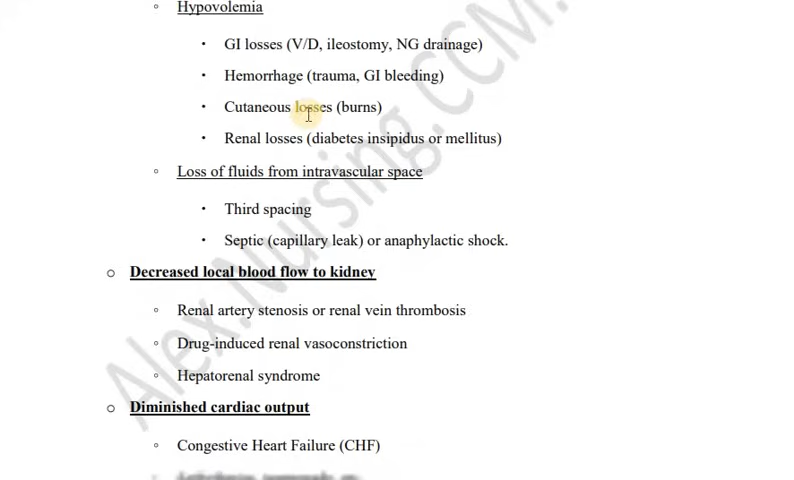 Hypovolemia
GI losses (V/D, ileostomy, NG drainage)
Hemorrhage (trauma, GI bleeding)
Cutaneous losses (burns)
Renal losses (diabetes insipidus or mellitus)
Loss of fluids from intravascular space
Third spacing
Septic (capillary leak) or anaphylactic shock.
Decreased local blood flow to kidney
Renal artery stenosis or renal vein thrombosis
Drug-induced renal vasoconstriction
Hepatorenal syndrome
Diminished cardiac output
Congestive Heart Failure (CHF)
Alex.Nursing.CCM.